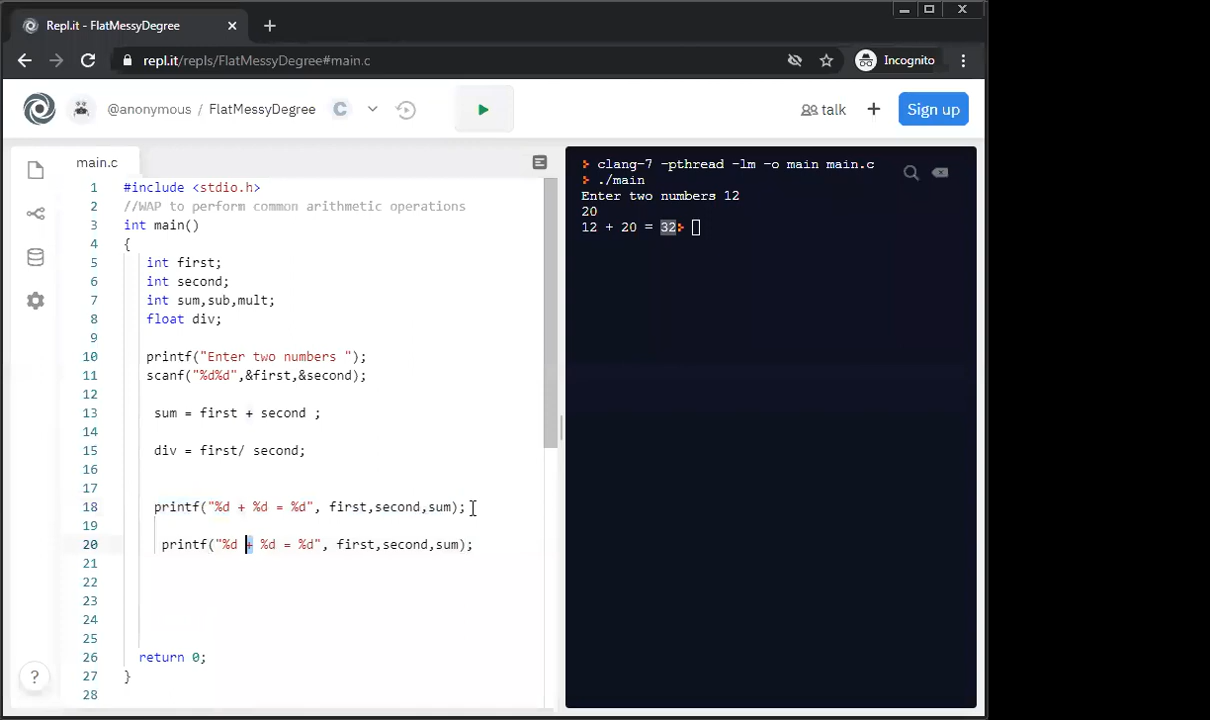 Repl.it - FlatMessyDegree
repl.it/repls/FlatMessyDegree#main.c
Incognito
@anonymous / FlatMessyDegree C
talk + Sign up
main.c
1 #include <stdio.h>
2 //WAP to perform common arithmetic operations
3 int main()
4 {
5 int first;
6 int second;
7 int sum,sub,mult;
8 float div;
9
10 printf("Enter two numbers ");
11 scanf("%d%d",&first,&second);
12
13 sum = first + second ;
14
15 div = first/ second;
16
17
18 printf("%d + %d = %d", first,second,sum);
19
20 printf("%d + %d = %d", first,second,sum);
21
22
23
24
25
26 return 0;
27 }
28
?
clang-7 -pthread -lm -o main main.c
./main
Enter two numbers 12
20
12 + 20 = 32